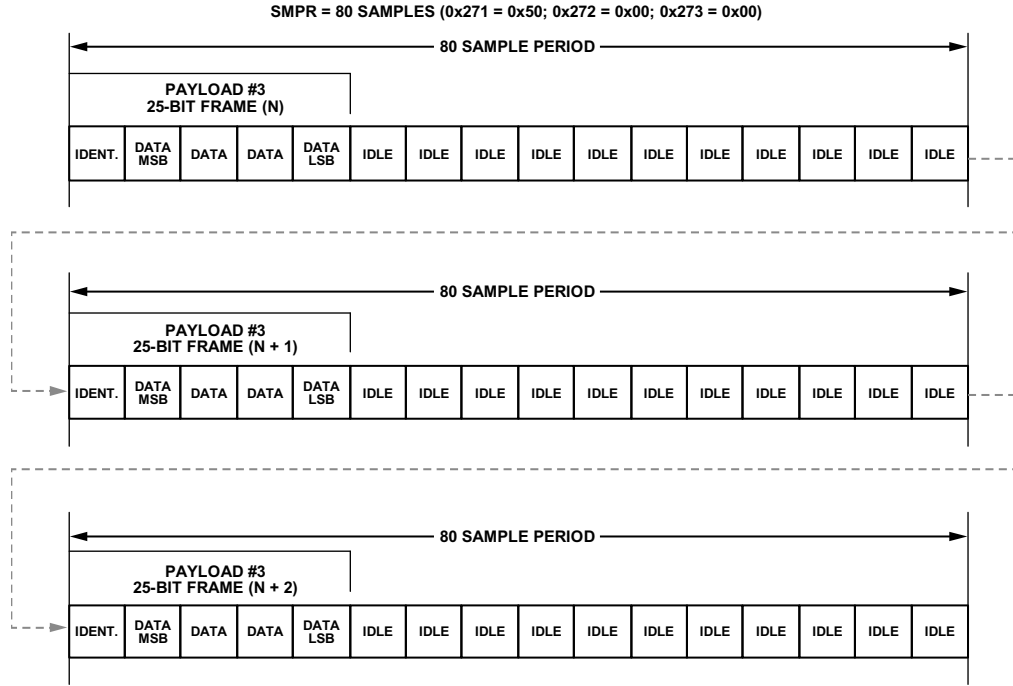 SMPR = 80 SAMPLES (0x271 = 0x50; 0x272 = 0x00; 0x273 = 0x00)
80 SAMPLE PERIOD
PAYLOAD #3
25-BIT FRAME (N)
IDENT. DATA MSB DATA DATA DATA LSB IDLE IDLE IDLE IDLE IDLE IDLE IDLE IDLE IDLE IDLE IDLE
80 SAMPLE PERIOD
PAYLOAD #3
25-BIT FRAME (N + 1)
IDENT. DATA MSB DATA DATA DATA LSB IDLE IDLE IDLE IDLE IDLE IDLE IDLE IDLE IDLE IDLE IDLE
80 SAMPLE PERIOD
PAYLOAD #3
25-BIT FRAME (N + 2)
IDENT. DATA MSB DATA DATA DATA LSB IDLE IDLE IDLE IDLE IDLE IDLE IDLE IDLE IDLE IDLE IDLE